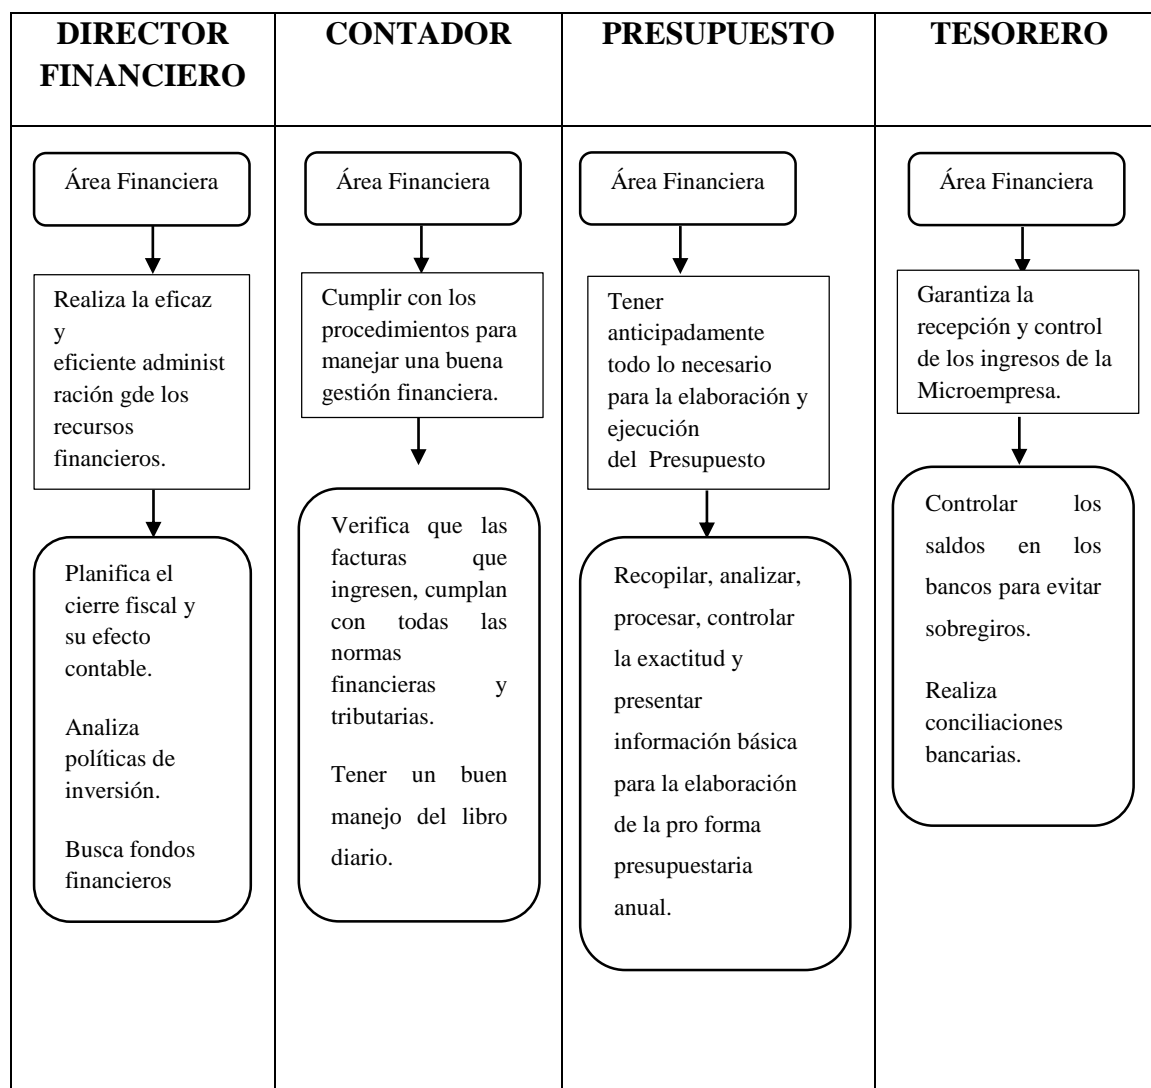 DIRECTOR
FINANCIERO
CONTADOR
PRESUPUESTO
TESORERO
Área Financiera
Realiza la eficaz
y
eficiente administ
ración gde los
recursos
financieros.
Planifica el
cierre fiscal y
su efecto
contable.
Analiza
políticas de
inversión.
Busca fondos
financieros
Área Financiera
Cumplir con los
procedimientos para
manejar una buena
gestión financiera.
Verifica que las
facturas que
ingresen, cumplan
con todas las
normas
financieras y
tributarias.
Tener un buen
manejo del libro
diario.
Área Financiera
Tener
anticipadamente
todo lo necesario
para la elaboración y
ejecución
del Presupuesto
Recopilar, analizar,
procesar, controlar
la exactitud y
presentar
información básica
para la elaboración
de la pro forma
presupuestaria
anual.
Área Financiera
Garantiza la
recepción y control
de los ingresos de la
Microempresa.
Controlar los
saldos en los
bancos para evitar
sobregiros.
Realiza
conciliaciones
bancarias.